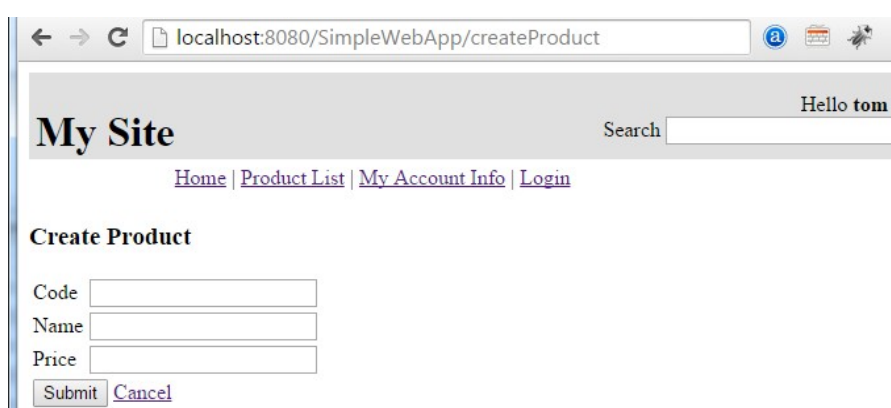 localhost:8080/SimpleWebApp/createProduct
a
Hello tom
My Site
Search
Home | Product List | My Account Info | Login
Create Product
Code
Name
Price
Submit Cancel